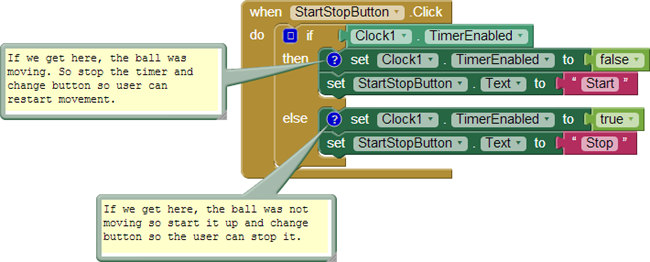 when StartStopButton .Click
do if Clock1 . TimerEnabled
If we get here, the ball was
moving. So stop the timer and
change button so user can
restart movement.
then ? set Clock1 . TimerEnabled to false
set StartStopButton . Text to “ Start ”
else ? set Clock1 . TimerEnabled to true
set StartStopButton . Text to “ Stop ”
If we get here, the ball was not
moving so start it up and change
button so the user can stop it.